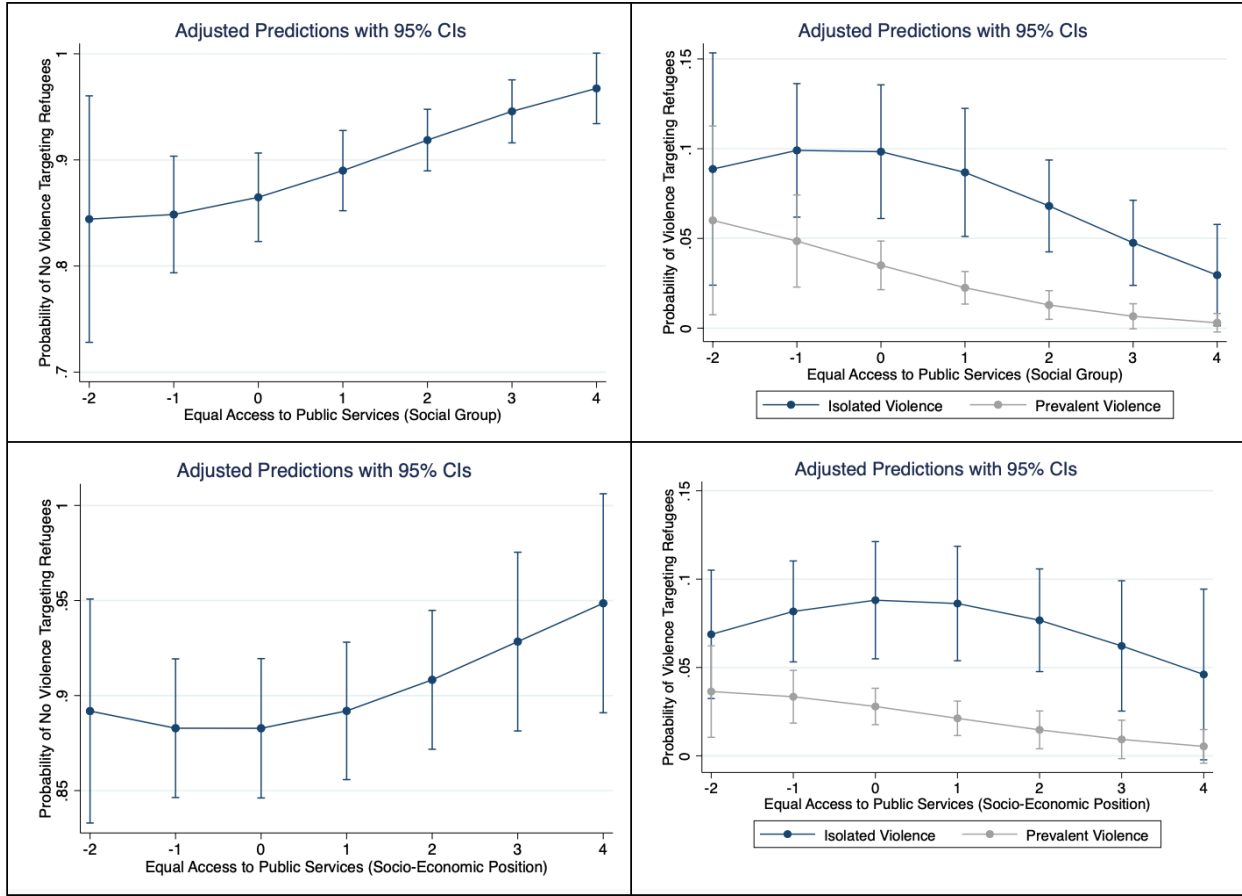 Adjusted Predictions with 95% CIs
Probability of No Violence Targeting Refugees
1
.9
.8
.7
-2 -1 0 1 2 3 4
Equal Access to Public Services (Social Group)
Adjusted Predictions with 95% CIs
Probability of Violence Targeting Refugees
.15
.1
.05
0
-2 -1 0 1 2 3 4
Equal Access to Public Services (Social Group)
Isolated Violence Prevalent Violence
Adjusted Predictions with 95% CIs
Probability of No Violence Targeting Refugees
1
.95
.9
.85
-2 -1 0 1 2 3 4
Equal Access to Public Services (Socio-Economic Position)
Adjusted Predictions with 95% CIs
Probability of Violence Targeting Refugees
.15
.1
.05
0
-2 -1 0 1 2 3 4
Equal Access to Public Services (Socio-Economic Position)
Isolated Violence Prevalent Violence